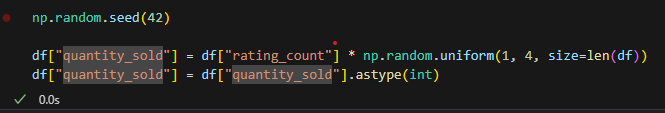 np.random.seed(42)
df["quantity_sold"] = df["rating_count"] * np.random.uniform(1, 4, size=len(df))
df["quantity_sold"] = df["quantity_sold"].astype(int)
0.0s